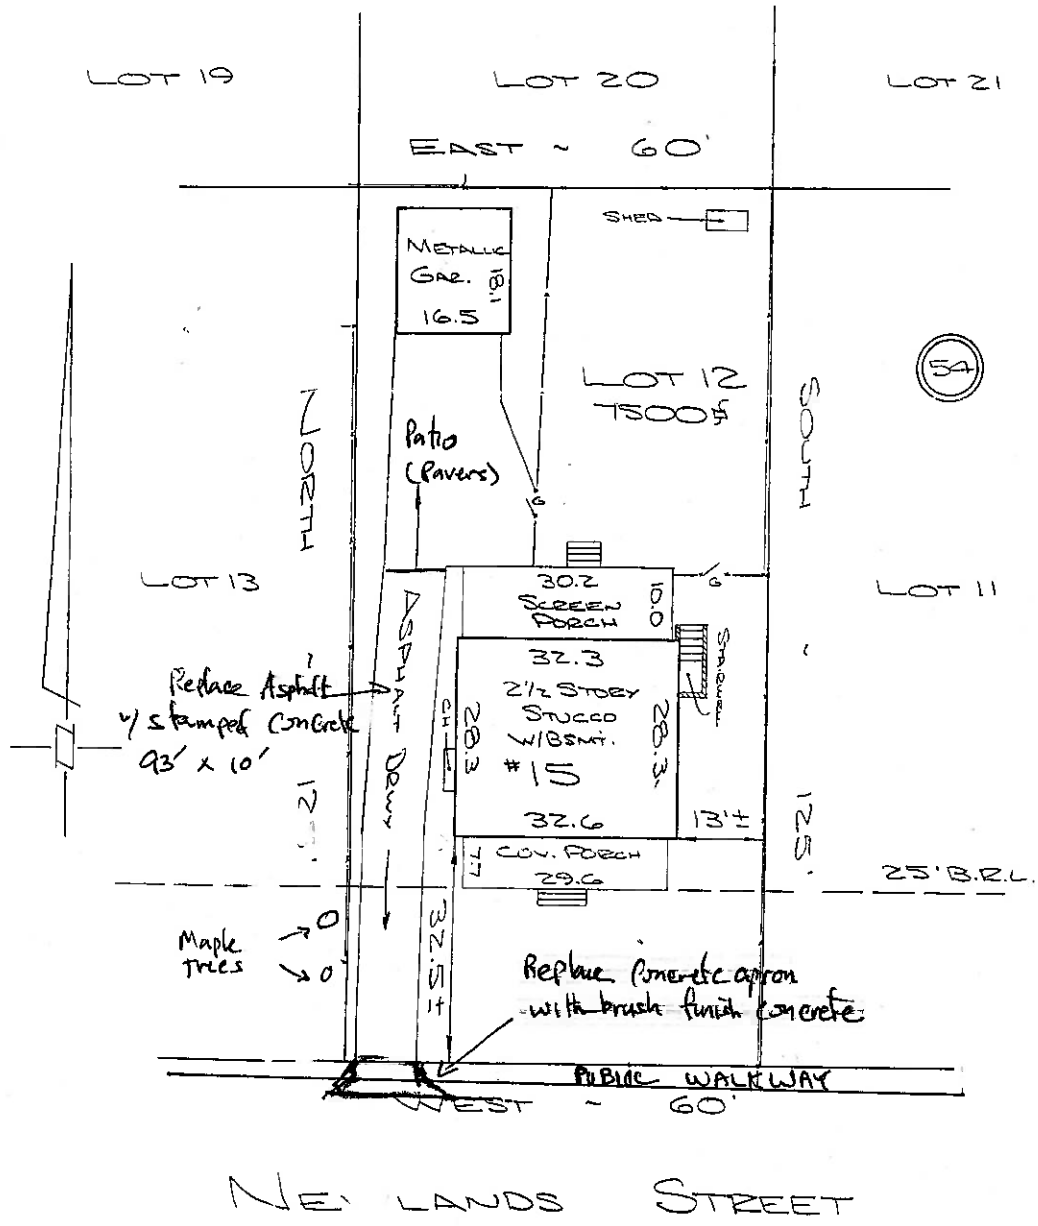 LOT 19
LOT 20
LOT 21
EAST ~ 60'
SHED
METALLIC
GAR.
18.1
16.5
LOT 12
7500
54
NORTH
SOUTH
Patio
(Pavers)
G
LOT 13
LOT 11
G
30.2
SCREEN
PORCH
10.0
ASPHALT DRWY
STAIRWELL
32.3
2 1/2 STORY
STUCCO
W/BSMT.
#15
28.3
28.3
CH
32.6
13'±
Replace Asphalt
w/ stamped concrete
93' x 10'
125'
COV. PORCH
29.6
7.7
25' B.R.L.
32.5±
Maple
trees
Replace Concrete apron
with brush finish concrete
PUBLIC WALKWAY
WEST ~ 60'
STREET